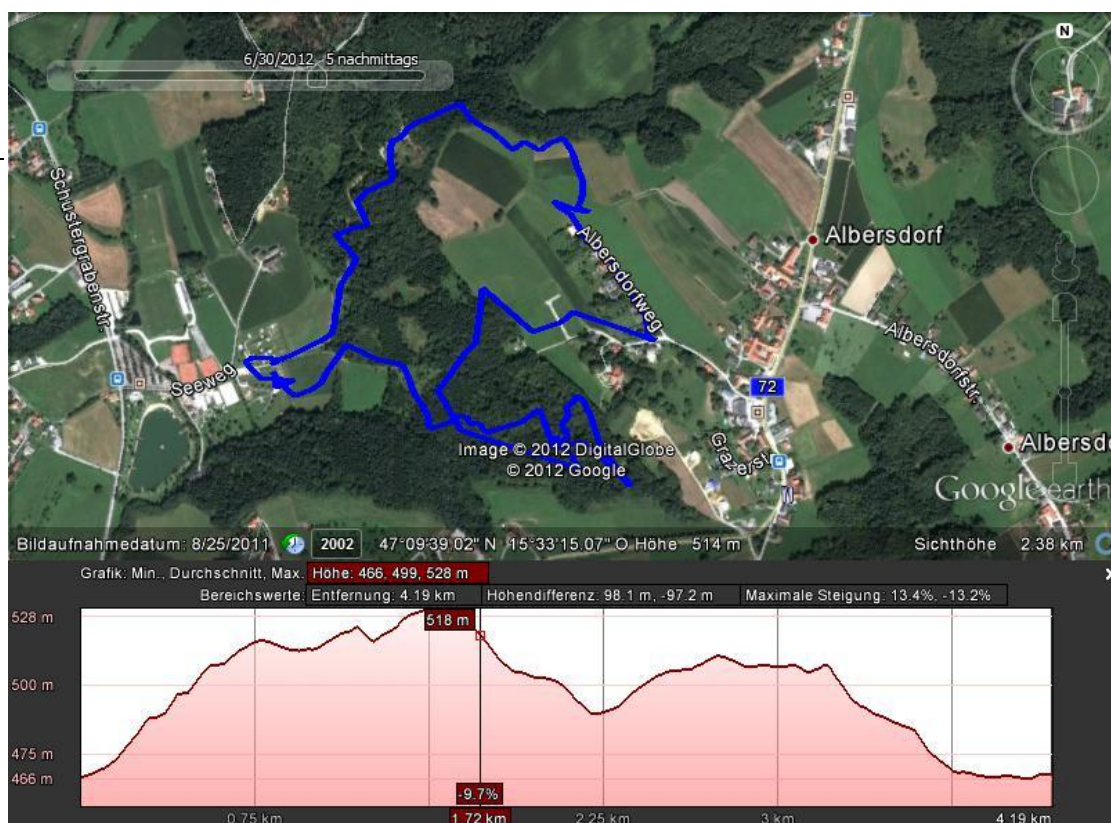 N
6/30/2012 5 nachmittags
Schustergrabenstr.
Albersdorf
Albersdorfweg
Albersdorfstr.
Seeweg
72
Albersdo
Grazerstr.
Image © 2012 DigitalGlobe
© 2012 Google
Google earth
Bildaufnahmedatum: 8/25/2011 2002 47°09'39.02" N 15°33'15.07" O Höhe 514 m Sichthöhe 2.38 km
Grafik: Min., Durchschnitt, Max. Höhe: 466, 499, 528 m
Bereichswerte: Entfernung: 4.19 km Höhendifferenz: 98.1 m, -97.2 m Maximale Steigung: 13.4%, -13.2%
528 m
518 m
500 m
475 m
466 m
-9.7%
0.75 km 1.72 km 2.25 km 3 km 4.19 km